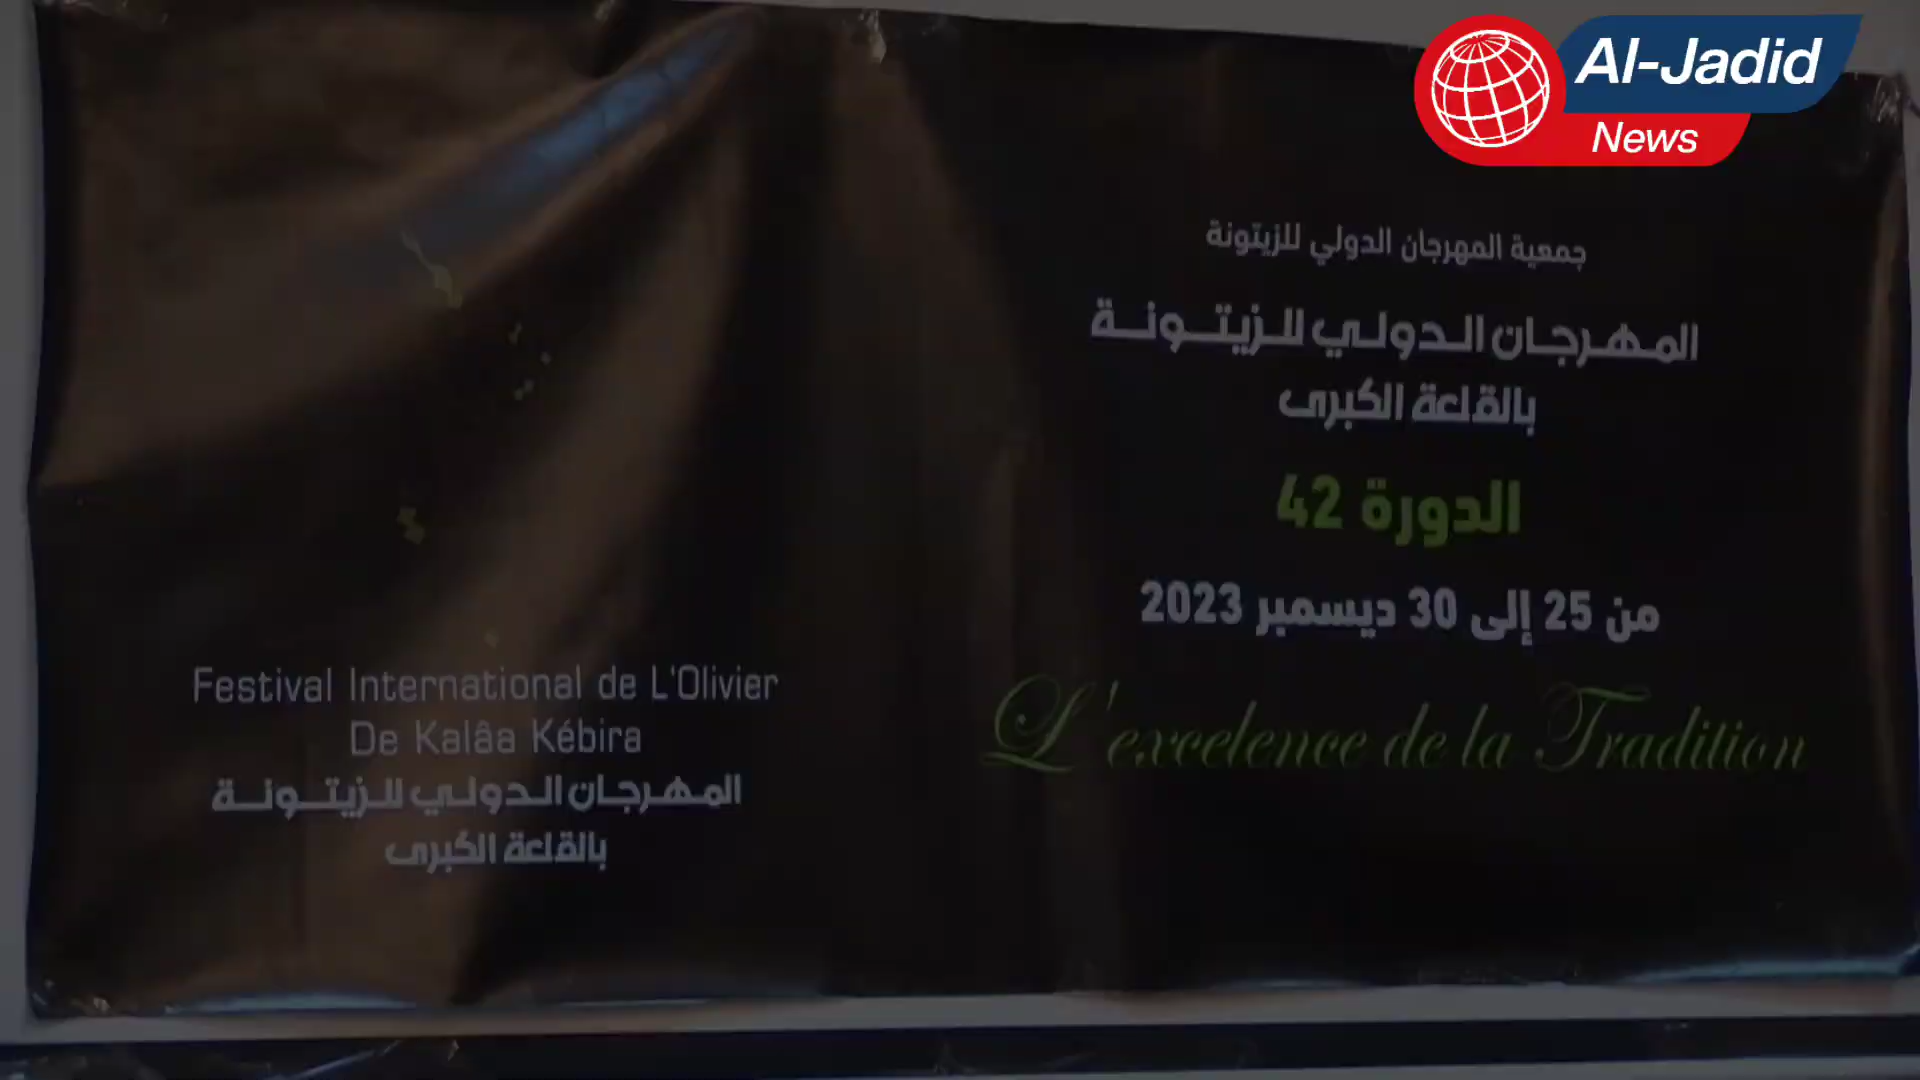 Al-Jadid
News
جمعية المهرجان الدولي للزيتونة
المهرجان الدولي للزيتونة
بالقلعة الكبرى
الدورة 42
من 25 إلى 30 ديسمبر 2023
L'excelence de la Tradition
Festival International de L'Olivier
De Kalâa Kébira
المهرجان الدولي للزيتونة
بالقلعة الكبرى